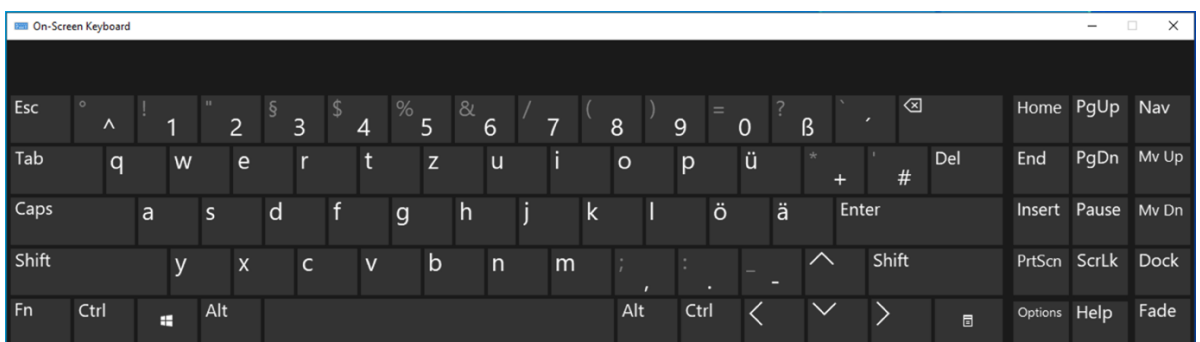 On-Screen Keyboard
Esc ° ^ ! 1 " 2 § 3 $ 4 % 5 & 6 / 7 ( 8 ) 9 = 0 ? ß ` ´ Home PgUp Nav
Tab q w e r t z u i o p ü * + ' # Del End PgDn Mv Up
Caps a s d f g h j k l ö ä Enter Insert Pause Mv Dn
Shift y x c v b n m ; , : . _ - Shift PrtScn ScrLk Dock
Fn Ctrl Alt Alt Ctrl Options Help Fade